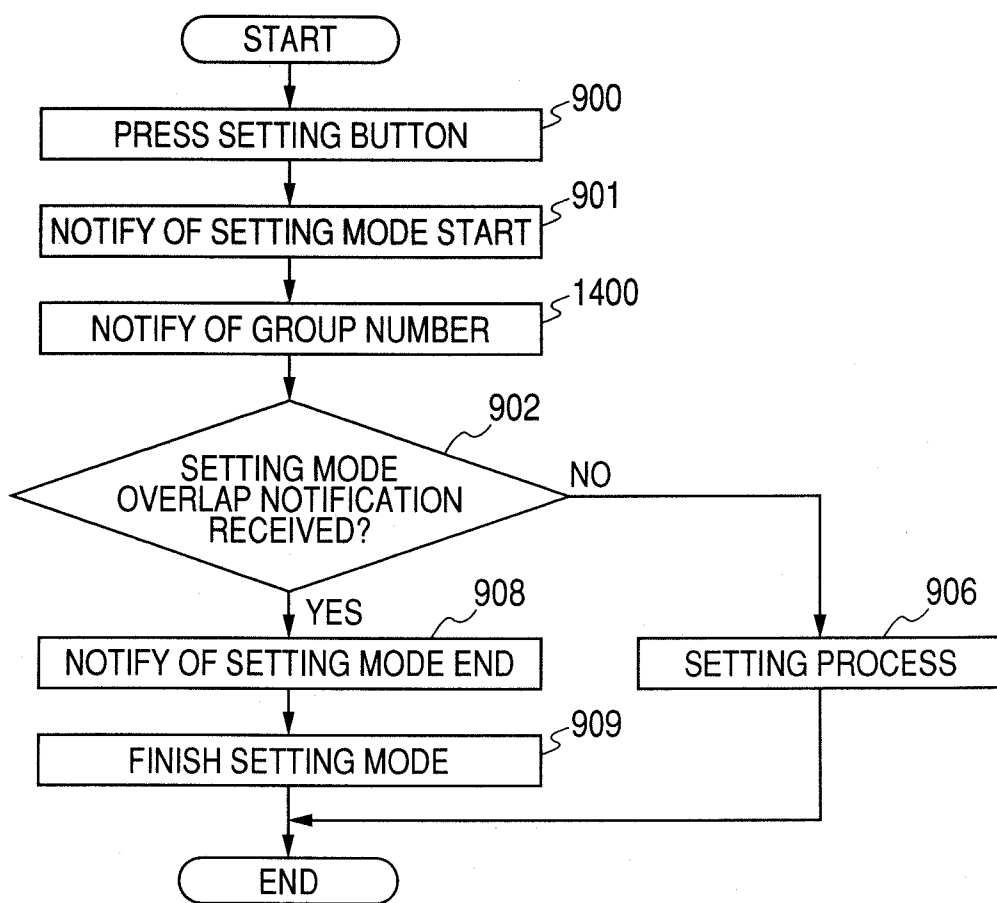 START
900
PRESS SETTING BUTTON
901
NOTIFY OF SETTING MODE START
1400
NOTIFY OF GROUP NUMBER
902
SETTING MODE
OVERLAP NOTIFICATION
RECEIVED?
NO
YES
908
NOTIFY OF SETTING MODE END
906
SETTING PROCESS
909
FINISH SETTING MODE
END